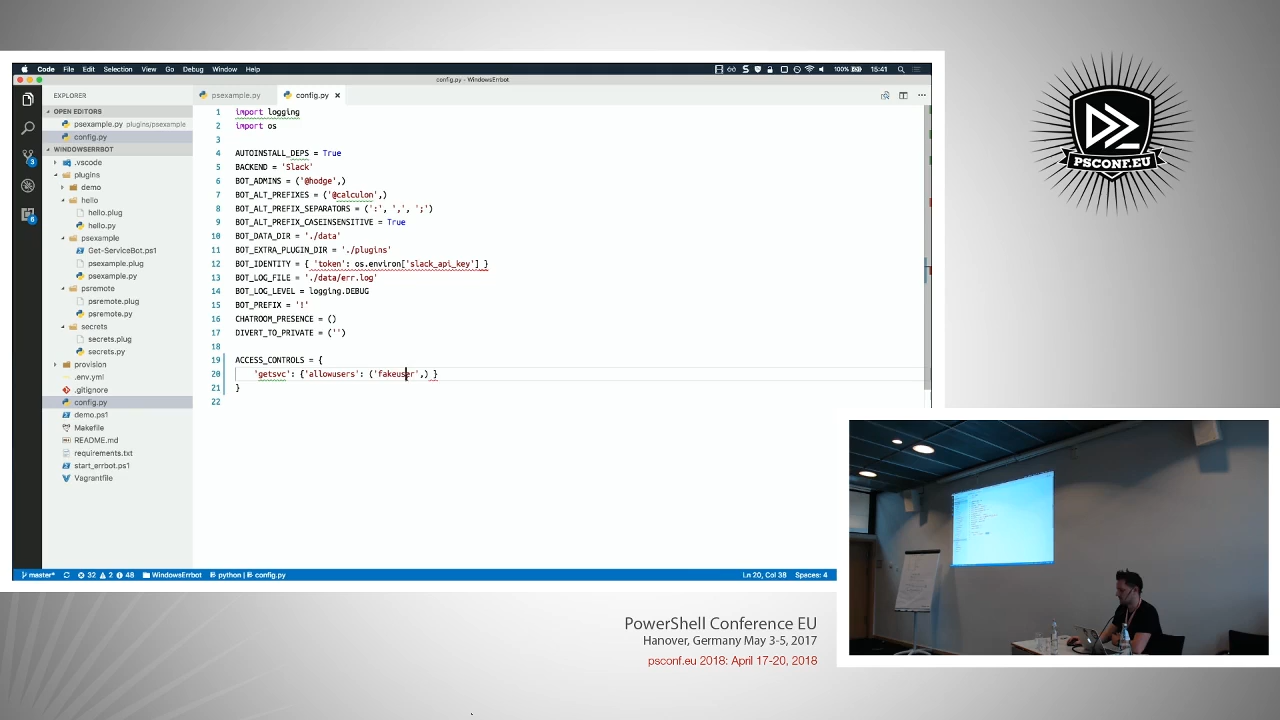 Code File Edit Selection View Go Debug Window Help
100% 15:41
config.py - WindowsErrbot
EXPLORER
psexample.py
config.py
OPEN EDITORS
psexample.py plugins/psexample
config.py
WINDOWSERRBOT
.vscode
plugins
demo
hello
hello.plug
hello.py
psexample
Get-ServiceBot.ps1
psexample.plug
psexample.py
psremote
psremote.plug
psremote.py
secrets
secrets.plug
secrets.py
provision
.env.yml
.gitignore
config.py
demo.ps1
Makefile
README.md
requirements.txt
start_errbot.ps1
Vagrantfile
3
6
1 import logging
2 import os
3
4 AUTOINSTALL_DEPS = True
5 BACKEND = 'Slack'
6 BOT_ADMINS = ('@hodge',)
7 BOT_ALT_PREFIXES = ('@calculon',)
8 BOT_ALT_PREFIX_SEPARATORS = (':', ',', ';')
9 BOT_ALT_PREFIX_CASEINSENSITIVE = True
10 BOT_DATA_DIR = './data'
11 BOT_EXTRA_PLUGIN_DIR = './plugins'
12 BOT_IDENTITY = { 'token': os.environ['slack_api_key'] }
13 BOT_LOG_FILE = './data/err.log'
14 BOT_LOG_LEVEL = logging.DEBUG
15 BOT_PREFIX = '!'
16 CHATROOM_PRESENCE = ()
17 DIVERT_TO_PRIVATE = ('')
18
19 ACCESS_CONTROLS = {
20 'getsvc': {'allowusers': ('fakeuser',) }
21 }
22
master* 32 2 48 WindowsErrbot python | config.py
Ln 20, Col 38 Spaces: 4
PSCONF.EU
PowerShell Conference EU
Hanover, Germany May 3-5, 2017
psconf.eu 2018: April 17-20, 2018